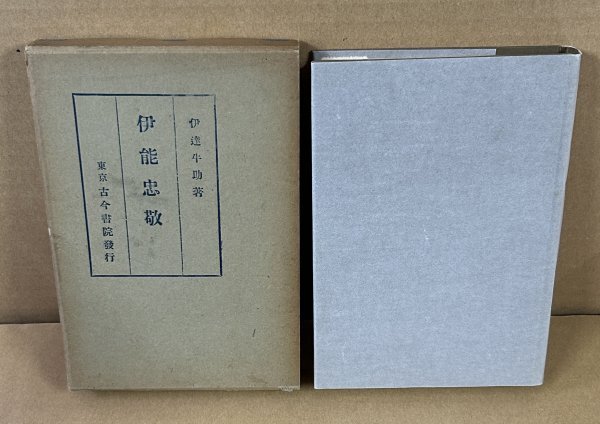 伊達牛助著
伊能忠敬
東京 古今書院發行